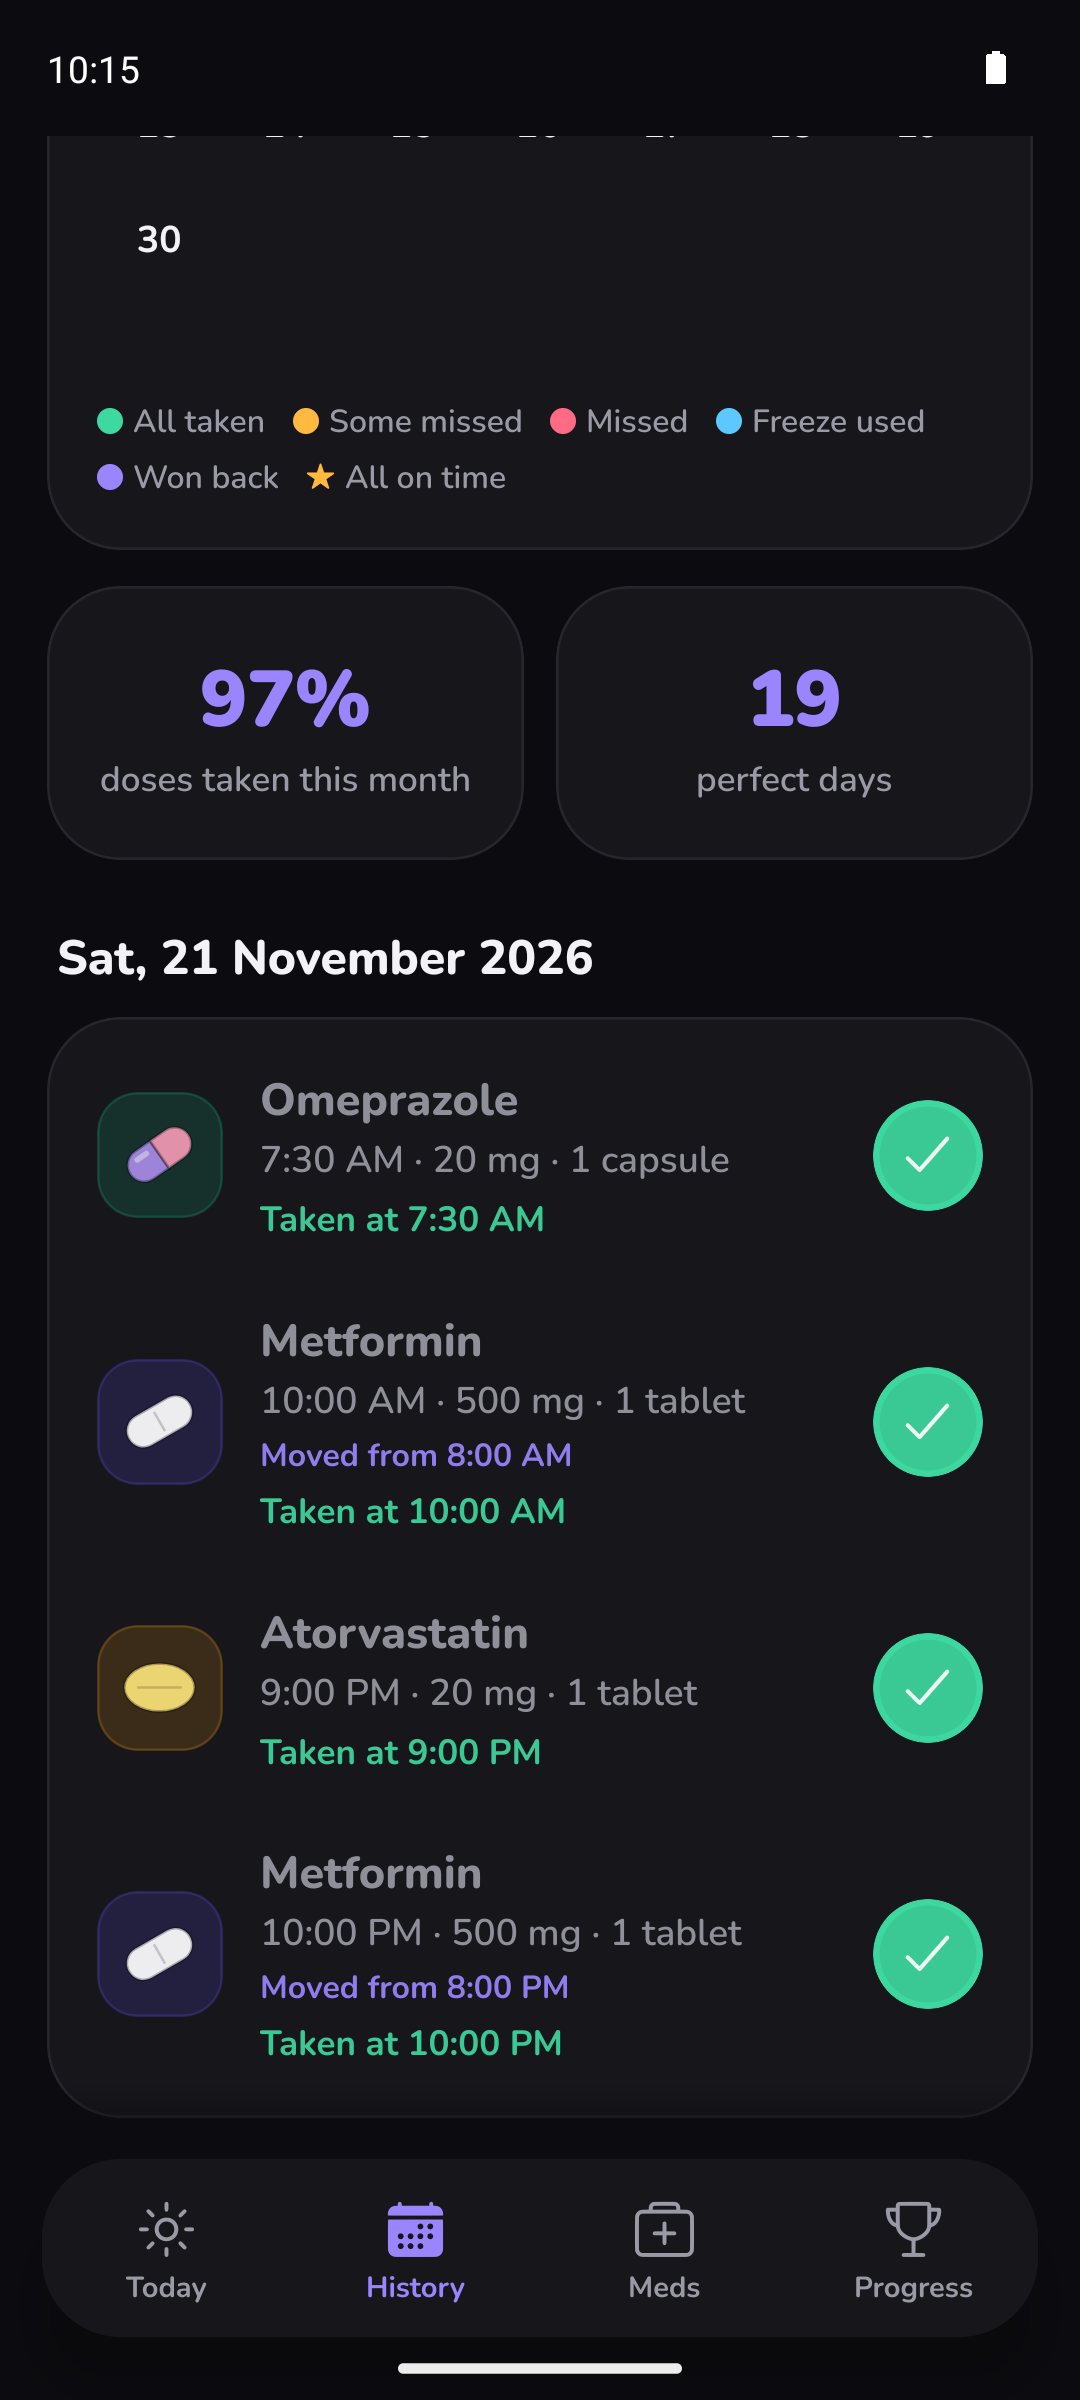 10:15
30
All taken
Some missed
Missed
Freeze used
Won back
All on time
97%
doses taken this month
19
perfect days
Sat, 21 November 2026
Omeprazole
7:30 AM · 20 mg · 1 capsule
Taken at 7:30 AM
Metformin
10:00 AM · 500 mg · 1 tablet
Moved from 8:00 AM
Taken at 10:00 AM
Atorvastatin
9:00 PM · 20 mg · 1 tablet
Taken at 9:00 PM
Metformin
10:00 PM · 500 mg · 1 tablet
Moved from 8:00 PM
Taken at 10:00 PM
Today
History
Meds
Progress